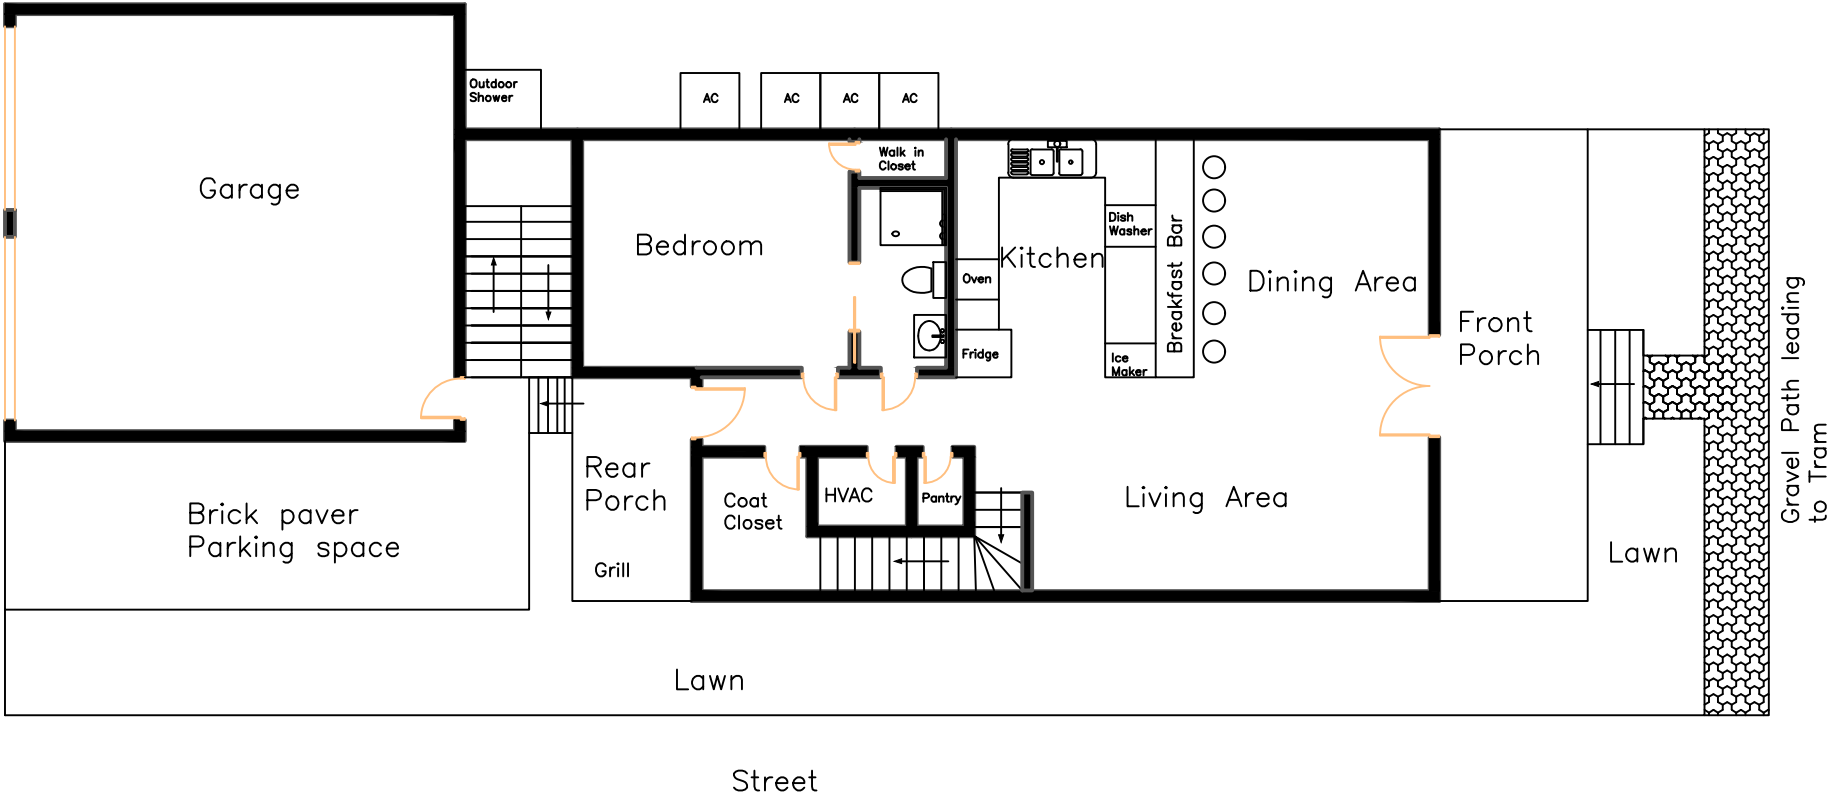 Outdoor
Shower
AC
AC
AC
AC
Garage
Walk in
Closet
Bedroom
Kitchen
Oven
Fridge
Dish
Washer
Ice
Maker
Breakfast Bar
Dining Area
Front
Porch
Gravel Path leading
to Tram
Rear
Porch
Grill
Coat
Closet
HVAC
Pantry
Living Area
Lawn
Brick paver
Parking space
Lawn
Street